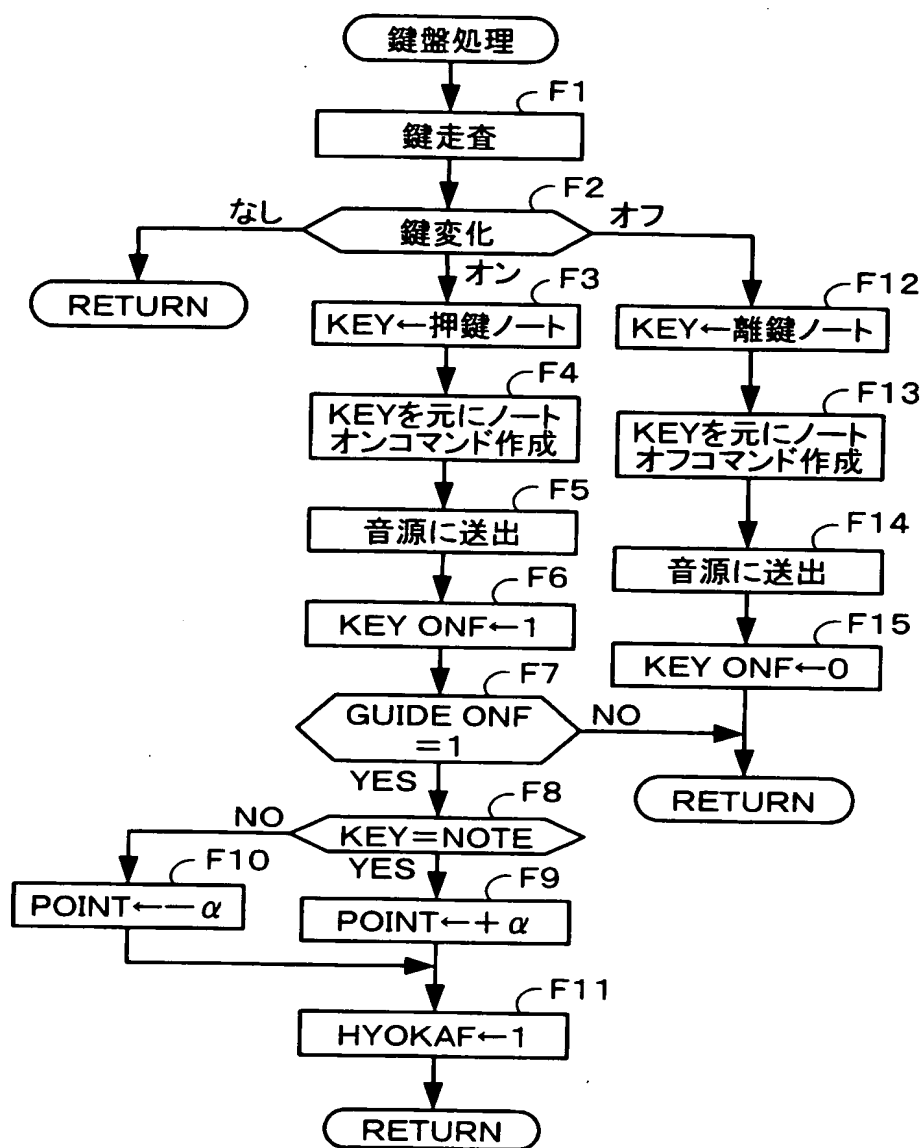 鍵盤処理
F1
鍵走査
F2
なし
鍵変化
オフ
RETURN
オン
F3
KEY←押鍵ノート
F12
KEY←離鍵ノート
F4
KEYを元にノート
オンコマンド作成
F13
KEYを元にノート
オフコマンド作成
F5
音源に送出
F14
音源に送出
F6
KEY ONF←1
F15
KEY ONF←0
F7
GUIDE ONF
=1
NO
YES
RETURN
F8
NO
KEY=NOTE
YES
F10
POINT←−α
F9
POINT←+α
F11
HYOKAF←1
RETURN